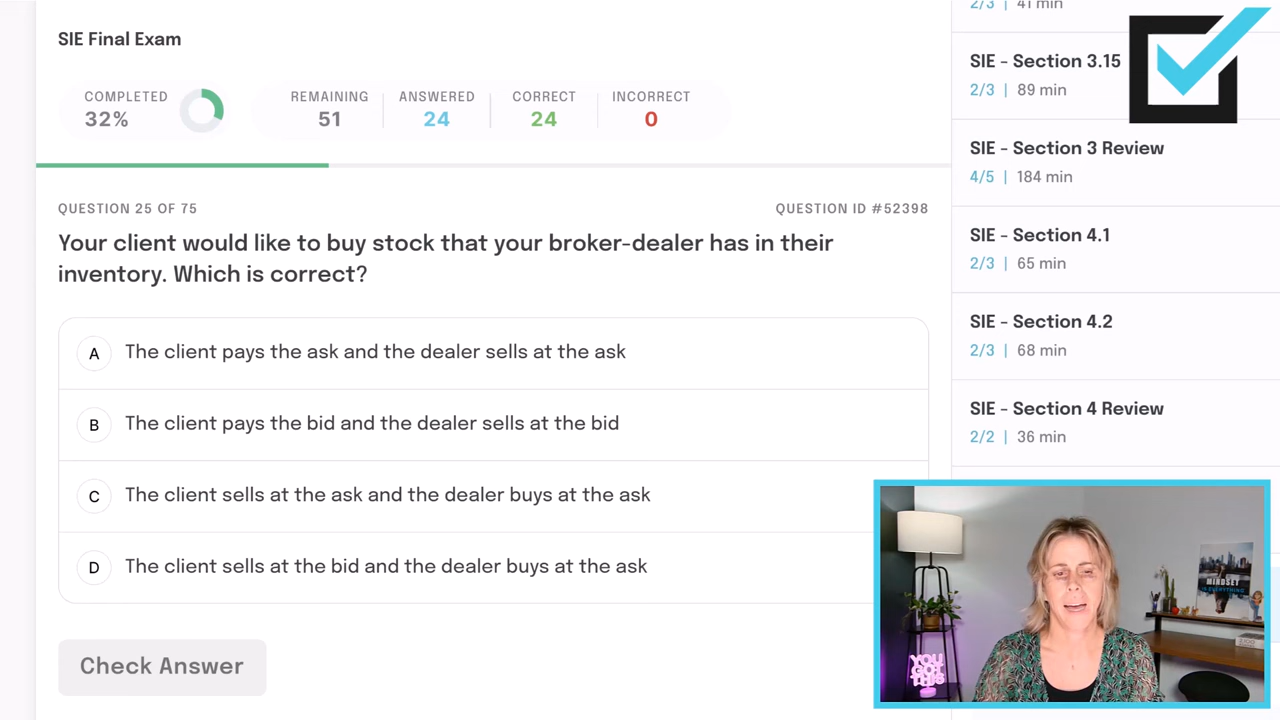 SIE Final Exam
COMPLETED
32%
REMAINING
51
ANSWERED
24
CORRECT
24
INCORRECT
0
QUESTION 25 OF 75
QUESTION ID #52398
Your client would like to buy stock that your broker-dealer has in their
inventory. Which is correct?
A The client pays the ask and the dealer sells at the ask
B The client pays the bid and the dealer sells at the bid
C The client sells at the ask and the dealer buys at the ask
D The client sells at the bid and the dealer buys at the ask
Check Answer
2/3 | 41 min
SIE - Section 3.15
2/3 | 89 min
SIE - Section 3 Review
4/5 | 184 min
SIE - Section 4.1
2/3 | 65 min
SIE - Section 4.2
2/3 | 68 min
SIE - Section 4 Review
2/2 | 36 min
MINDSET
IS EVERYTHING
YOU
GOT
THIS